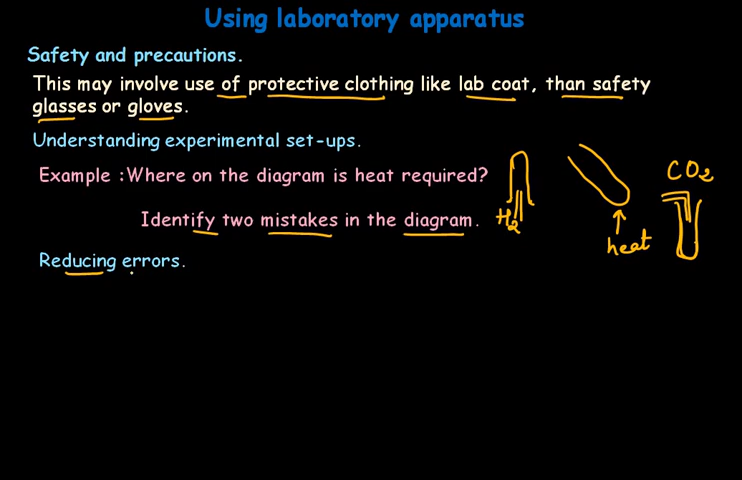 Using laboratory apparatus
Safety and precautions.
This may involve use of protective clothing like lab coat, than safety
glasses or gloves.
Understanding experimental set-ups.
Example : Where on the diagram is heat required?
CO2
Identify two mistakes in the diagram.
H2
heat
Reducing errors.